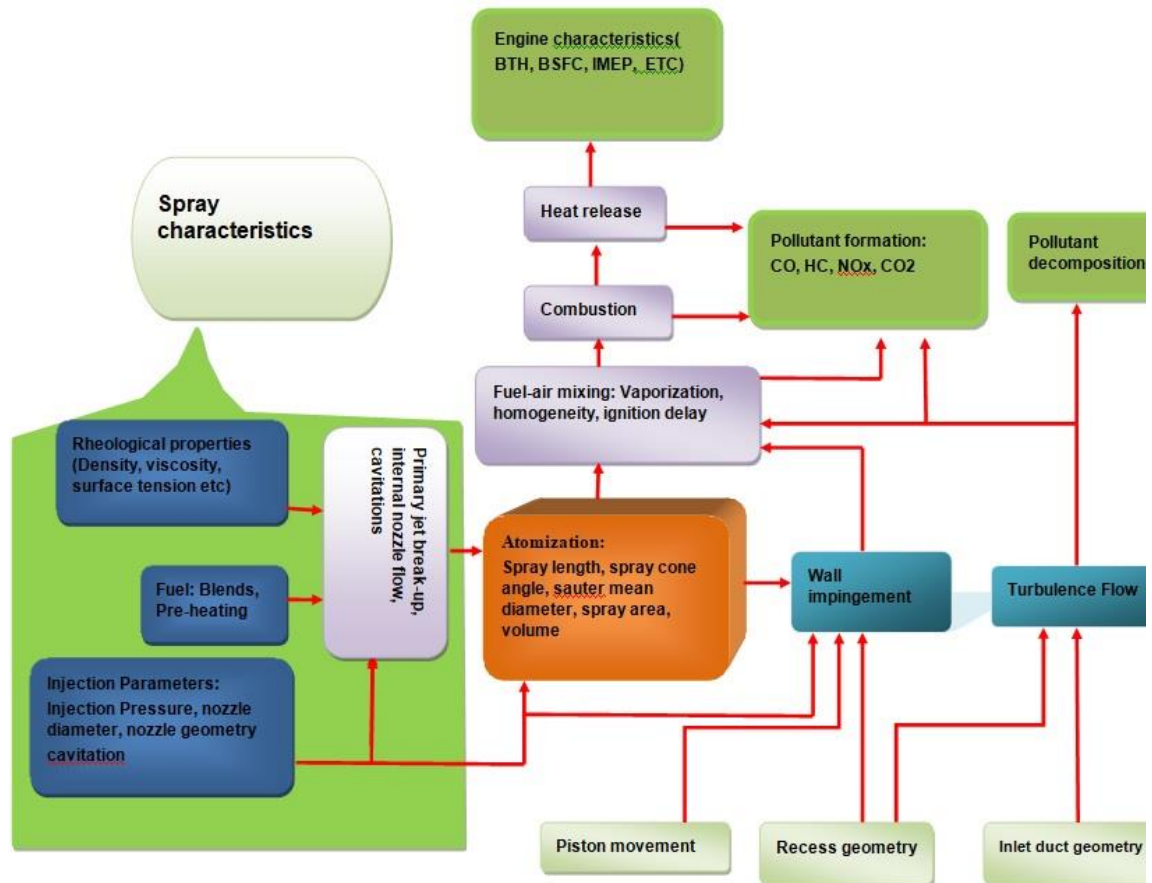 Engine characteristics(
BTH, BSFC, IMEP, ETC)
Spray
characteristics
Heat release
Pollutant formation:
CO, HC, NOx, CO2
Pollutant
decomposition
Combustion
Fuel-air mixing: Vaporization,
homogeneity, ignition delay
Rheological properties
(Density, viscosity,
surface tension etc)
Primary jet break-up,
internal nozzle flow,
cavitations
Atomization:
Spray length, spray cone
angle, sauter mean
diameter, spray area,
volume
Fuel: Blends,
Pre-heating
Wall
impingement
Turbulence Flow
Injection Parameters:
Injection Pressure, nozzle
diameter, nozzle geometry
cavitation
Piston movement
Recess geometry
Inlet duct geometry